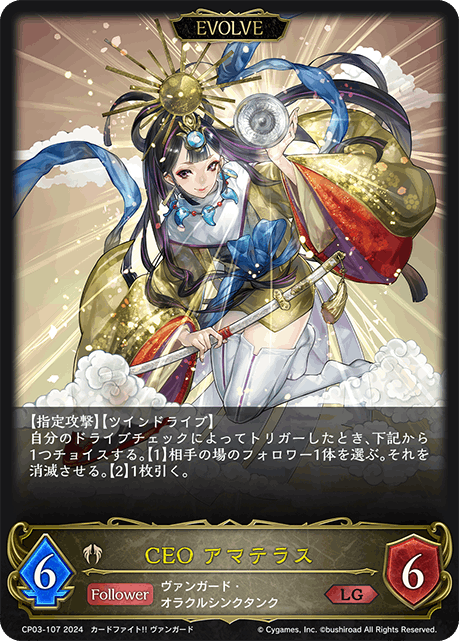 EVOLVE
【指定攻撃】【ツインドライブ】
自分のドライブチェックによってトリガーしたとき、下記から
1つチョイスする。【1】相手の場のフォロワー1体を選ぶ。それを
消滅させる。【2】1枚引く。
CEO アマテラス
6
Follower
ヴァンガード・
オラクルシンクタンク
LG
6
CP03-107 2024 カードファイト!! ヴァンガード
© Cygames, Inc. ©bushiroad All Rights Reserved.